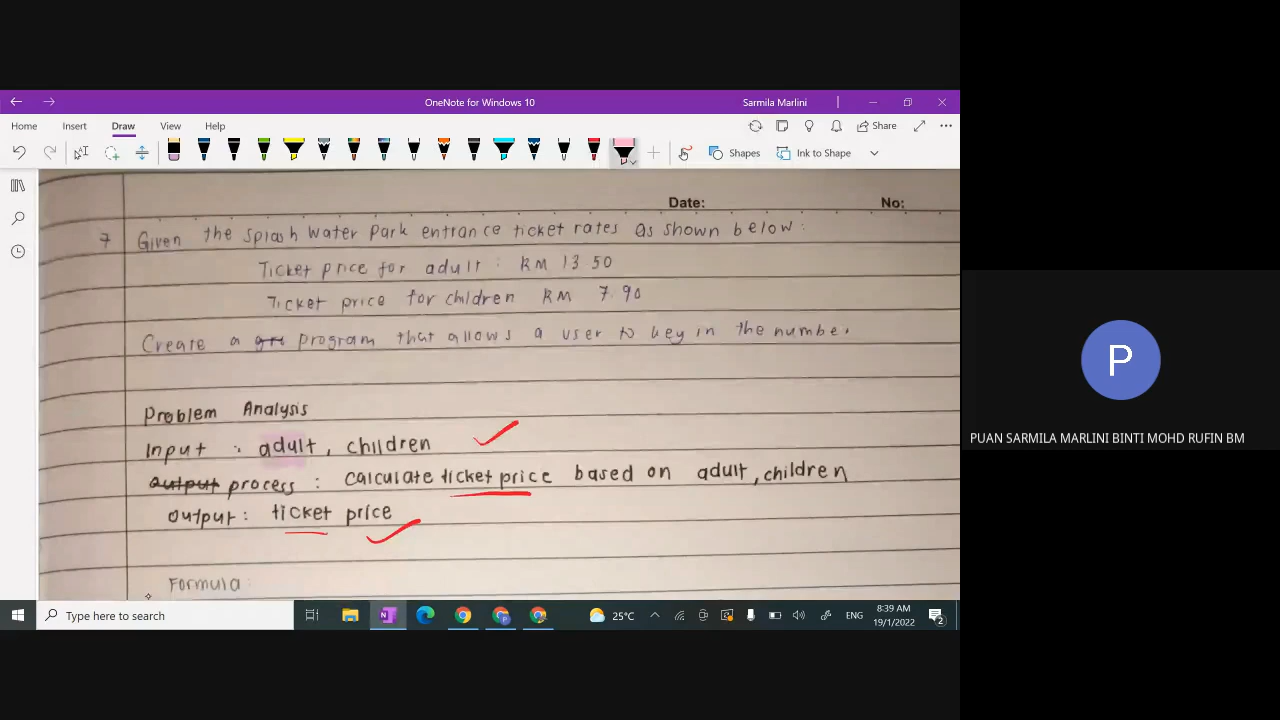 OneNote for Windows 10
Sarmila Marlini
Home Insert Draw View Help
Share
Shapes
Ink to Shape
Date: No:
7 Given the splash water park entrance ticket rates as shown below:
Ticket price for adult : RM 13.50
Ticket price for children RM 7.90
Create a program that allows a user to key in the number
Problem Analysis
Input : adult, children
output process : calculate ticket price based on adult, children
output: ticket price
Formula
P
PUAN SARMILA MARLINI BINTI MOHD RUFIN BM
Type here to search
25°C
ENG
8:39 AM
19/1/2022
2